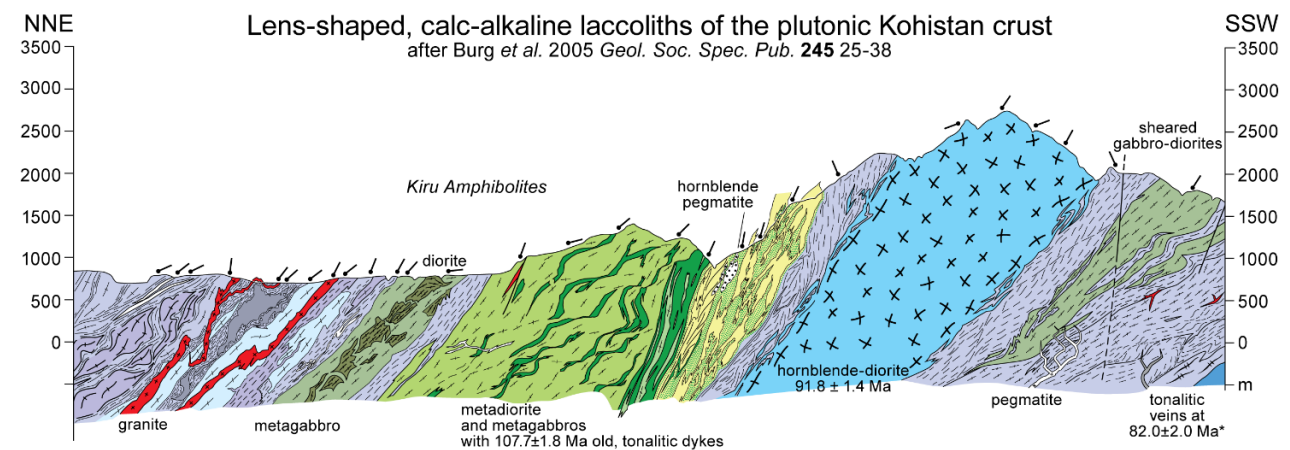 NNE
Lens-shaped, calc-alkaline laccoliths of the plutonic Kohistan crust
SSW
after Burg et al. 2005 Geol. Soc. Spec. Pub. 245 25-38
3500
3000
2500
2000
1500
1000
500
0
3500
3000
2500
2000
1500
1000
500
0
m
Kiru Amphibolites
hornblende
pegmatite
sheared
gabbro-diorites
diorite
hornblende-diorite
91.8 ± 1.4 Ma
granite
metagabbro
metadiorite
and metagabbros
with 107.7±1.8 Ma old, tonalitic dykes
pegmatite
tonalitic
veins at
82.0±2.0 Ma*